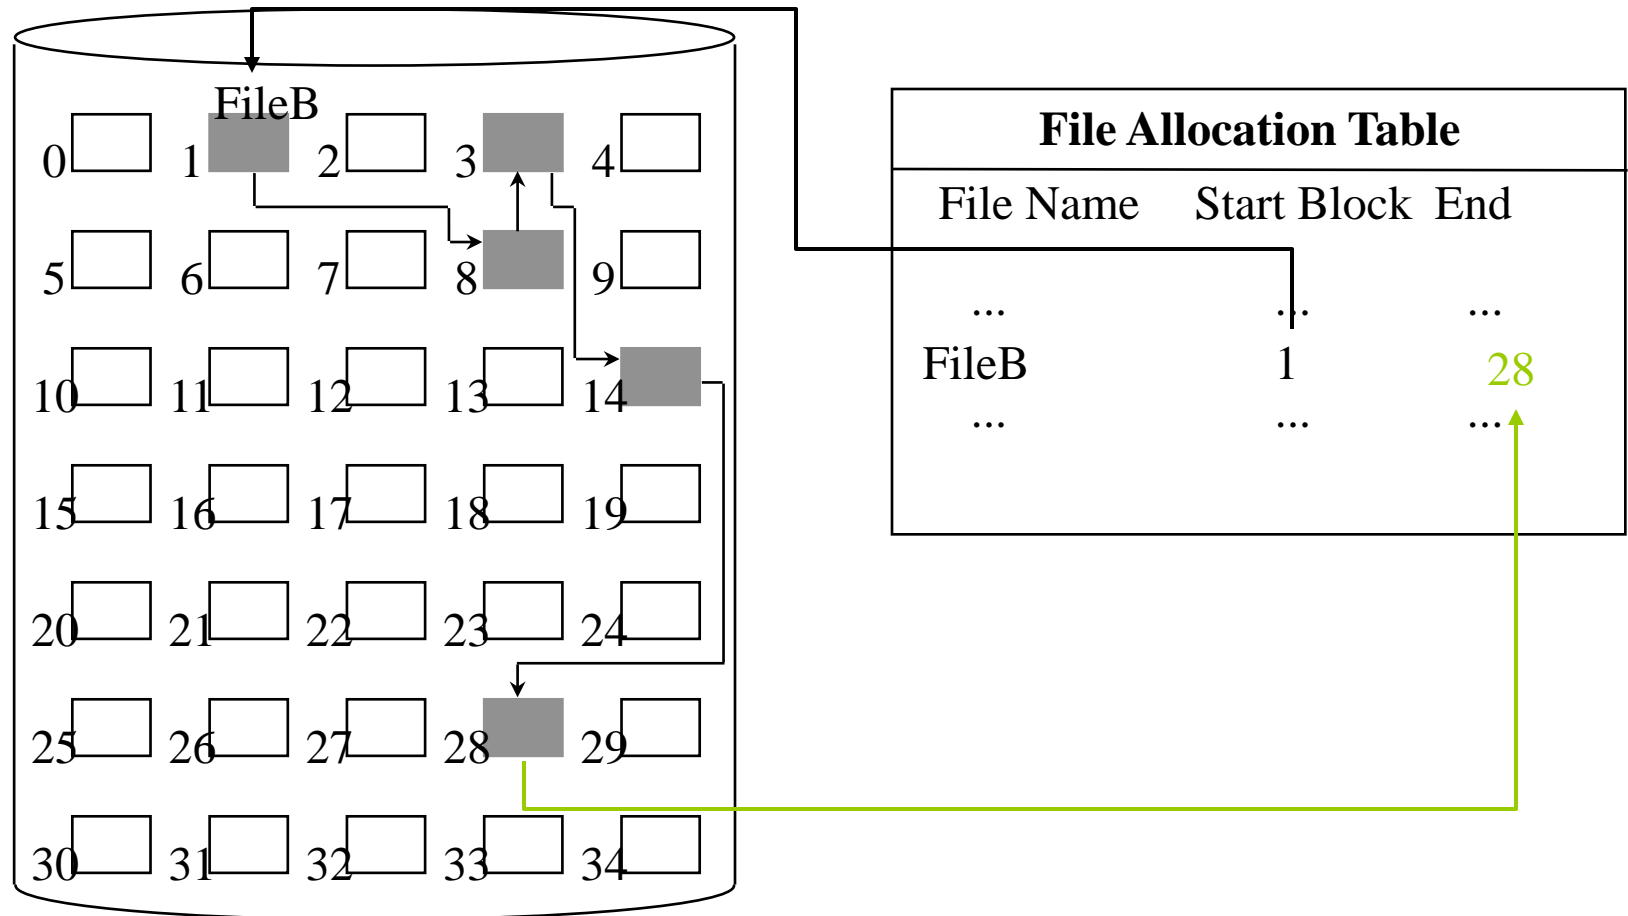 FileB
0 1 2 3 4
5 6 7 8 9
10 11 12 13 14
15 16 17 18 19
20 21 22 23 24
25 26 27 28 29
30 31 32 33 34
File Allocation Table
File Name Start Block End
... ... ...
FileB 1 28
... ... ...